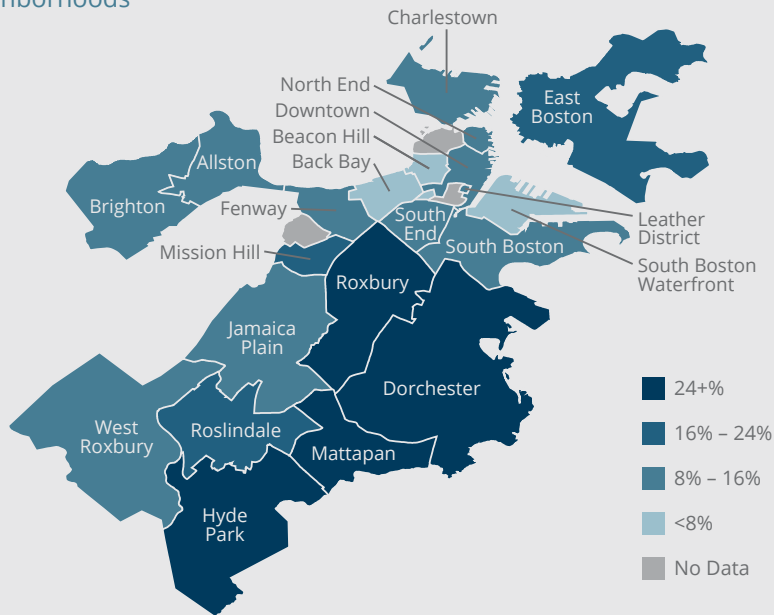 Charlestown
North End
Downtown
Beacon Hill
Back Bay
East
Boston
Allston
Brighton
Fenway
Mission Hill
South
End
South Boston
Leather
District
South Boston
Waterfront
Roxbury
Jamaica
Plain
Dorchester
West
Roxbury
Roslindale
Mattapan
Hyde
Park
24+%
16% – 24%
8% – 16%
<8%
No Data